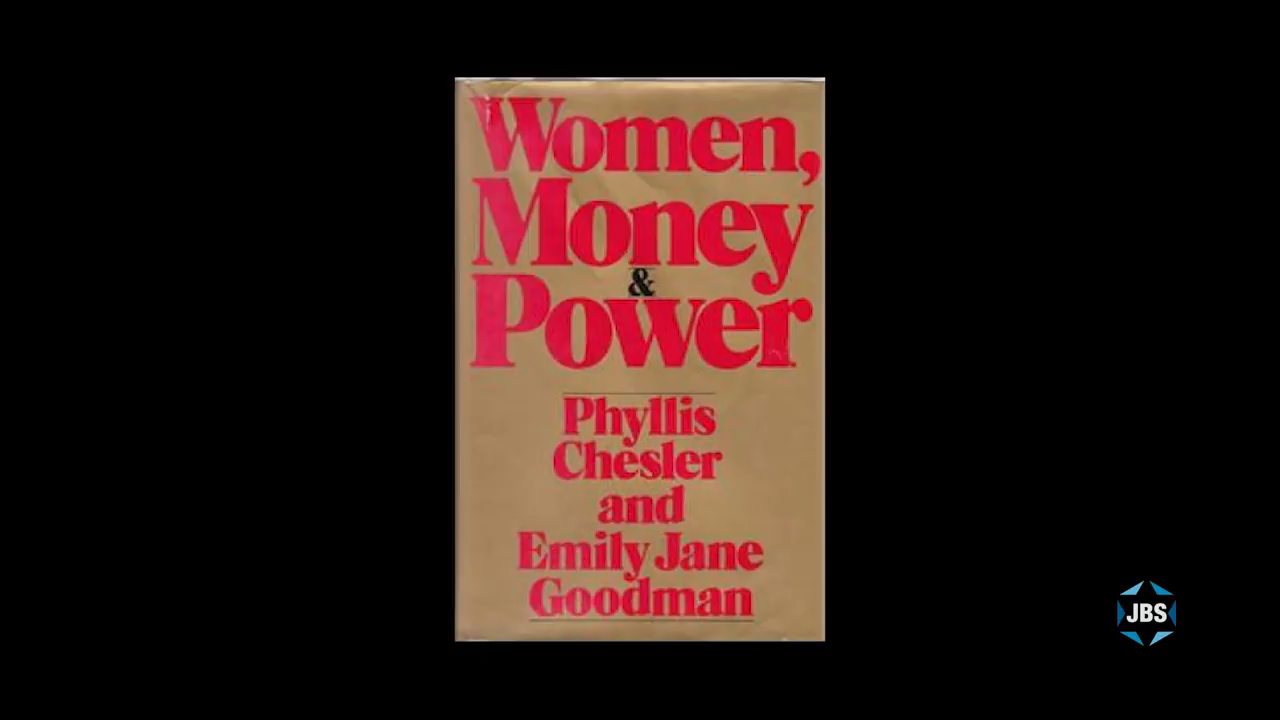 Women,
Money
&
Power
Phyllis
Chesler
and
Emily Jane
Goodman
JBS